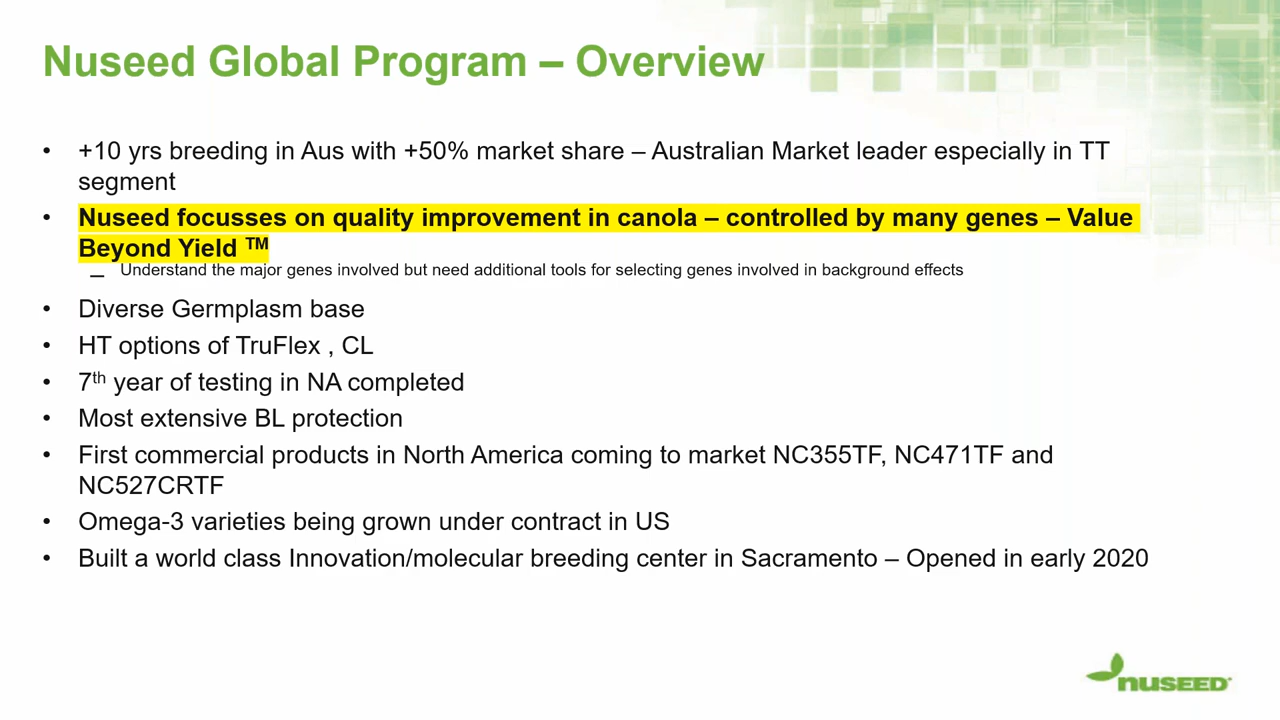 Nuseed Global Program – Overview
• +10 yrs breeding in Aus with +50% market share – Australian Market leader especially in TT
segment
• Nuseed focusses on quality improvement in canola – controlled by many genes – Value
Beyond Yield ™
– Understand the major genes involved but need additional tools for selecting genes involved in background effects
• Diverse Germplasm base
• HT options of TruFlex , CL
• 7th year of testing in NA completed
• Most extensive BL protection
• First commercial products in North America coming to market NC355TF, NC471TF and
NC527CRTF
• Omega-3 varieties being grown under contract in US
• Built a world class Innovation/molecular breeding center in Sacramento – Opened in early 2020
nuseed